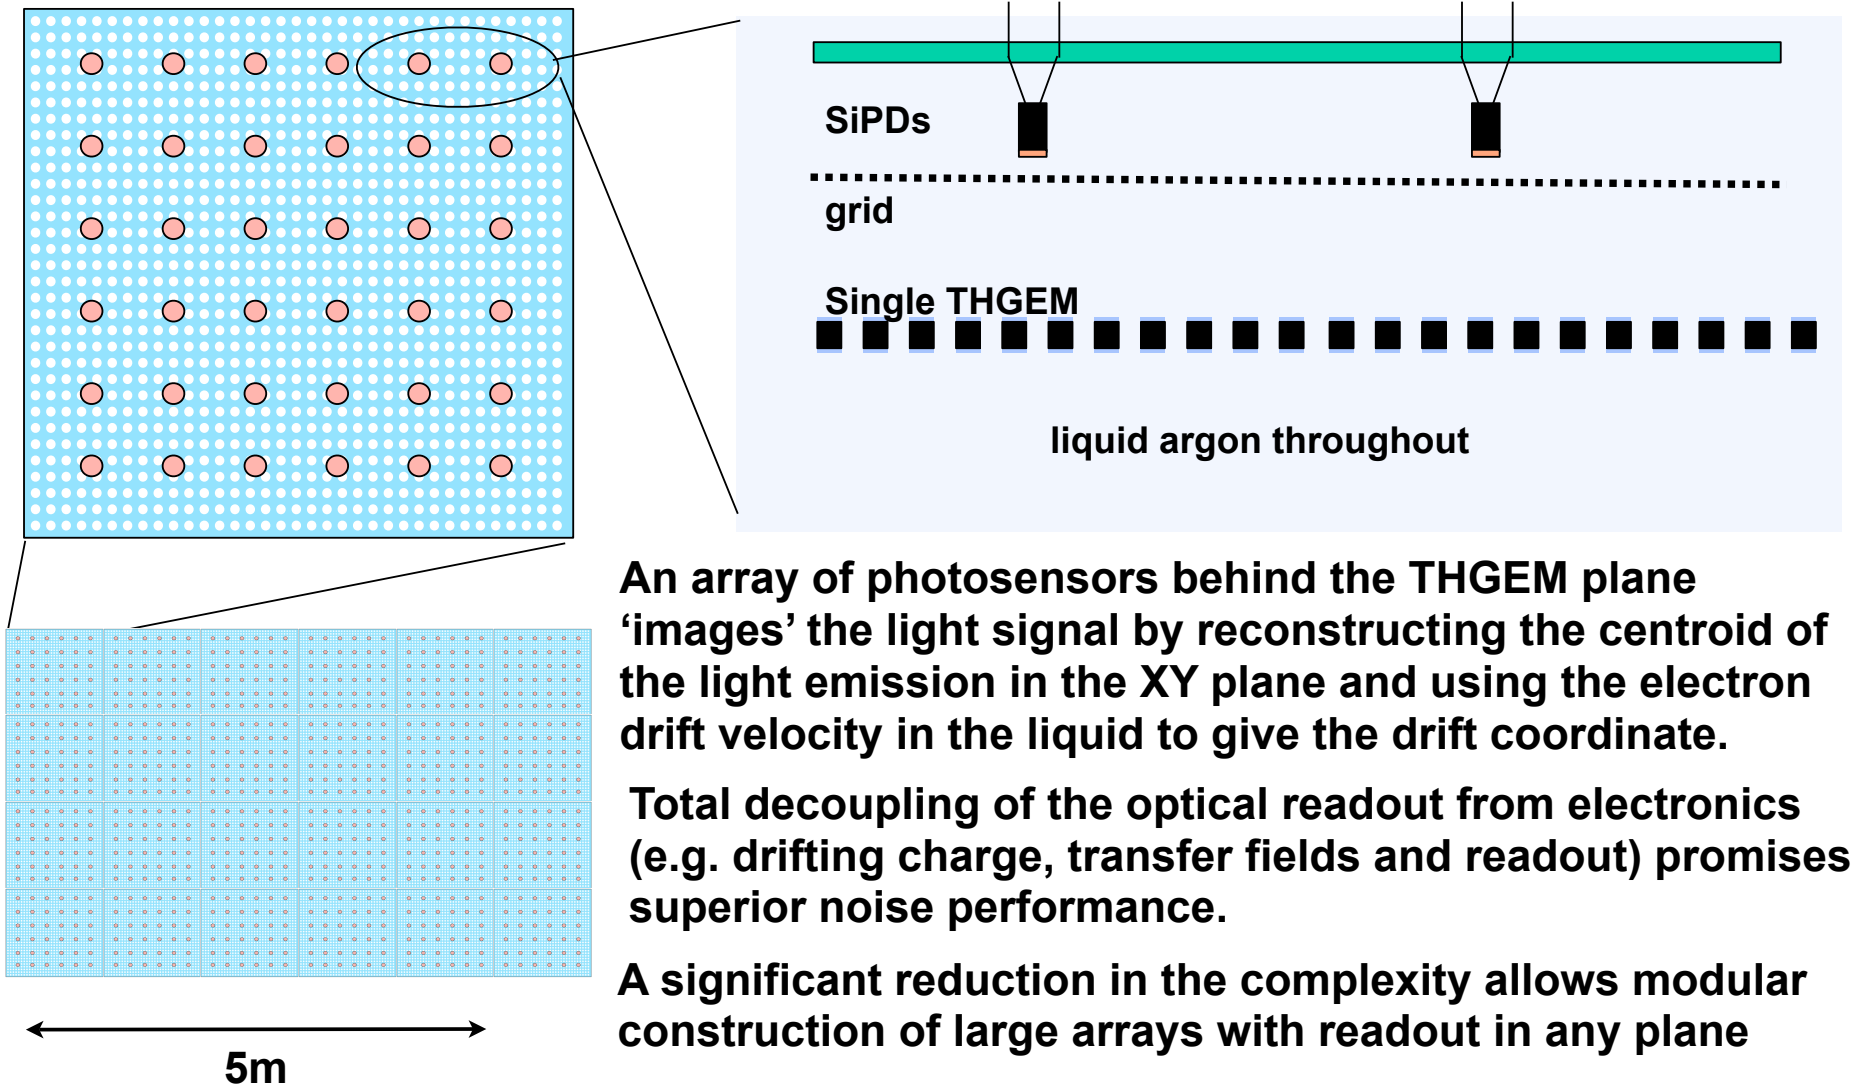 SiPDs
grid
Single THGEM
liquid argon throughout
An array of photosensors behind the THGEM plane
‘images’ the light signal by reconstructing the centroid of
the light emission in the XY plane and using the electron
drift velocity in the liquid to give the drift coordinate.
Total decoupling of the optical readout from electronics
(e.g. drifting charge, transfer fields and readout) promises
superior noise performance.
A significant reduction in the complexity allows modular
construction of large arrays with readout in any plane
5m